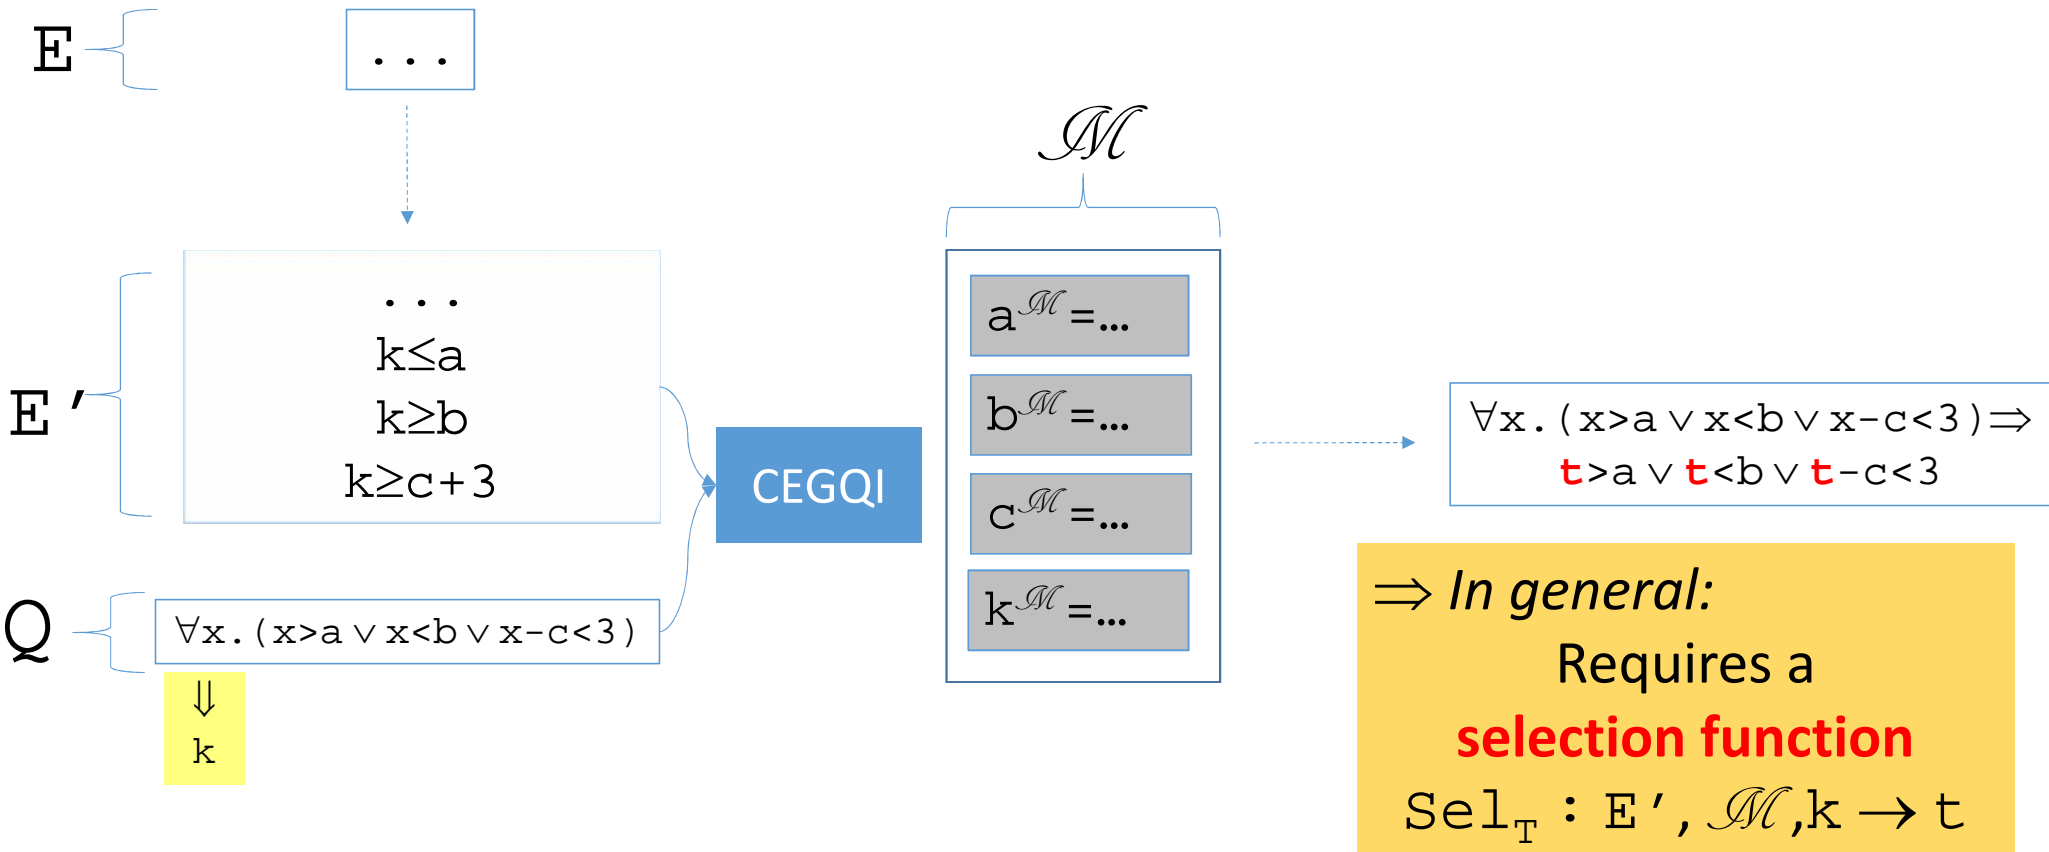 E
...
ℳ
E'
...
k≤a
k≥b
k≥c+3
CEGQI
a^ℳ=…
b^ℳ=…
c^ℳ=…
k^ℳ=…
∀x.(x>a∨x<b∨x-c<3)⇒
t>a∨t<b∨t-c<3
Q
∀x.(x>a∨x<b∨x-c<3)
⇓
k
⇒ In general:
Requires a
selection function
Sel_T : E',ℳ,k → t